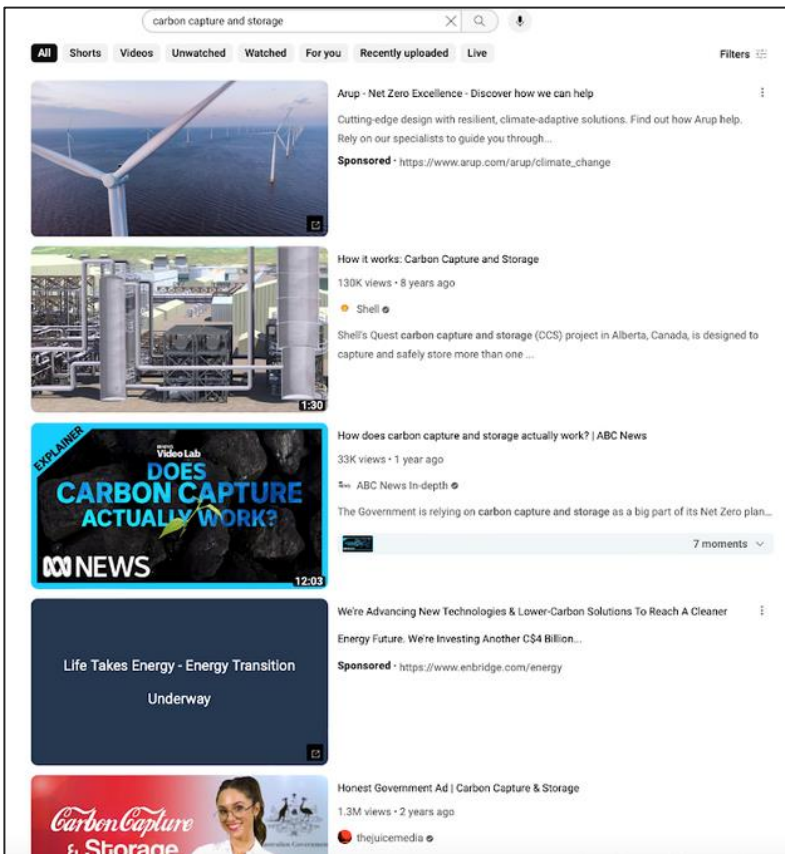 carbon capture and storage
All Shorts Videos Unwatched Watched For you Recently uploaded Live Filters
Arup - Net Zero Excellence - Discover how we can help
Cutting-edge design with resilient, climate-adaptive solutions. Find out how Arup help.
Rely on our specialists to guide you through...
Sponsored · https://www.arup.com/arup/climate_change
How it works: Carbon Capture and Storage
130K views • 8 years ago
Shell
Shell's Quest carbon capture and storage (CCS) project in Alberta, Canada, is designed to
capture and safely store more than one ...
1:30
EXPLAINER
Video Lab
DOES
CARBON CAPTURE
ACTUALLY WORK?
NEWS
12:03
How does carbon capture and storage actually work? | ABC News
33K views • 1 year ago
ABC News In-depth
The Government is relying on carbon capture and storage as a big part of its Net Zero plan...
7 moments
Life Takes Energy - Energy Transition
Underway
We're Advancing New Technologies & Lower-Carbon Solutions To Reach A Cleaner
Energy Future. We're Investing Another C$4 Billion...
Sponsored · https://www.enbridge.com/energy
Carbon Capture
& Storage
Australian Government
Honest Government Ad | Carbon Capture & Storage
1.3M views • 2 years ago
thejuicemedia